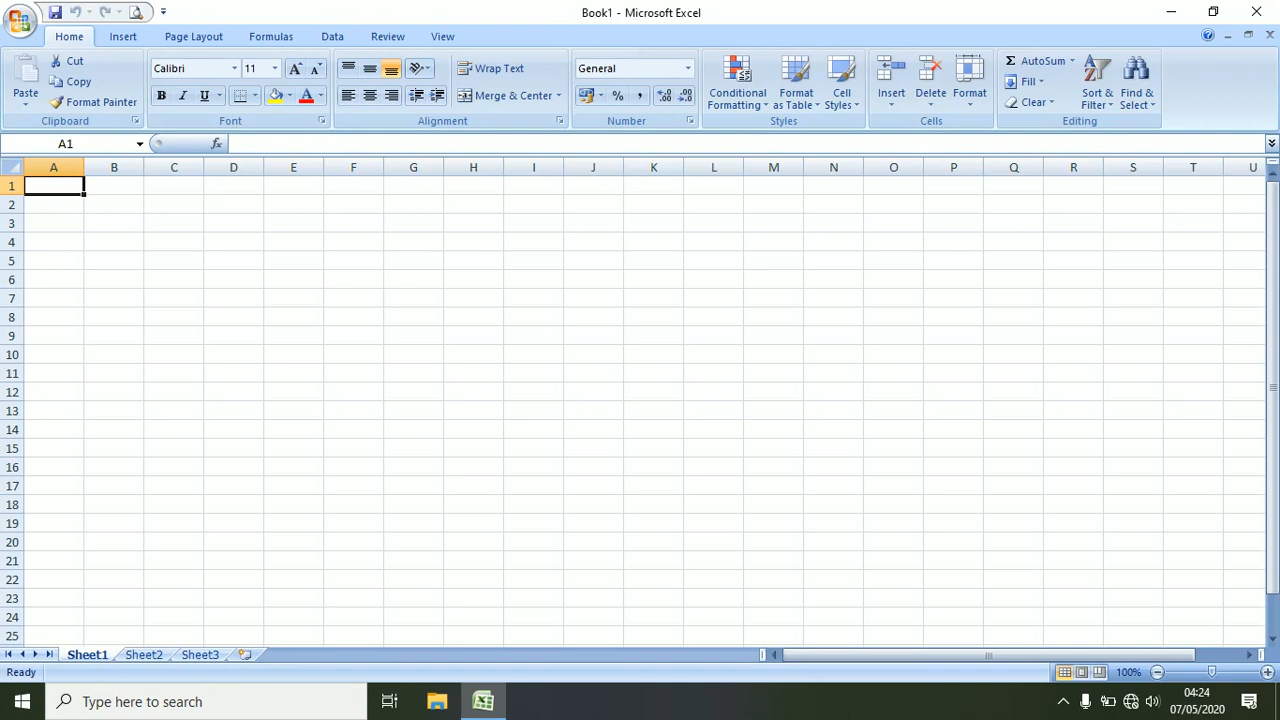 Book1 - Microsoft Excel
Home Insert Page Layout Formulas Data Review View
Paste Cut Copy Format Painter
Calibri 11
B I U
Wrap Text
Merge & Center
General
% ,
Conditional Formatting
Format as Table
Cell Styles
Insert Delete Format
Σ AutoSum
Fill
Clear
Sort & Filter
Find & Select
Clipboard Font Alignment Number Styles Cells Editing
A1 fx
A B C D E F G H I J K L M N O P Q R S T U
1
2
3
4
5
6
7
8
9
10
11
12
13
14
15
16
17
18
19
20
21
22
23
24
25
Sheet1 Sheet2 Sheet3
Ready 100%
Type here to search
04:24
07/05/2020